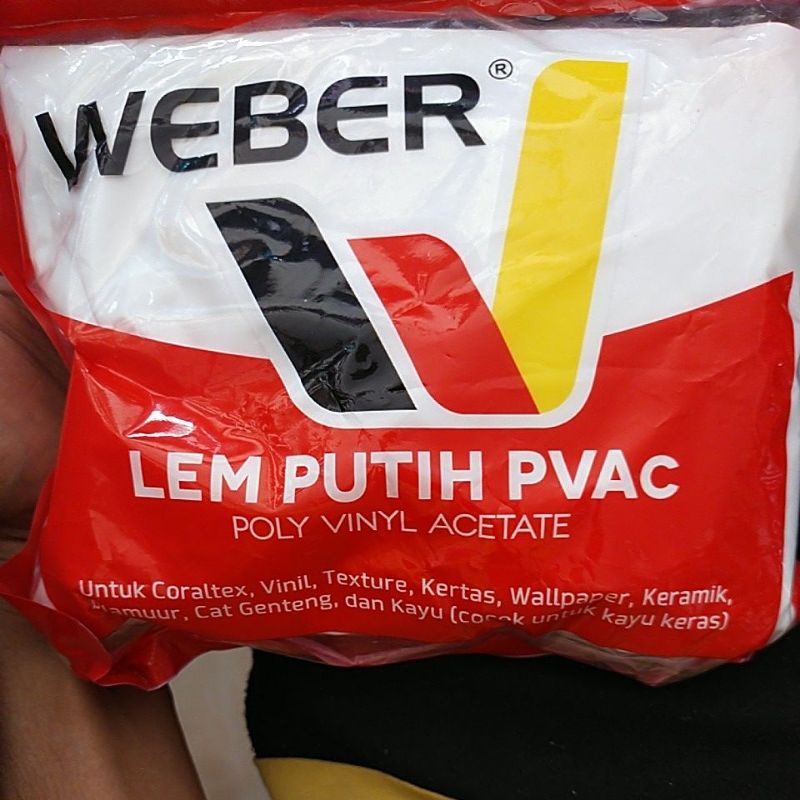 WEBER®
LEM PUTIH PVAC
POLY VINYL ACETATE
Untuk Coraltex, Vinil, Texture, Kertas, Wallpaper, Keramik,
Cat Genteng, dan Kayu (cocok untuk kayu keras)